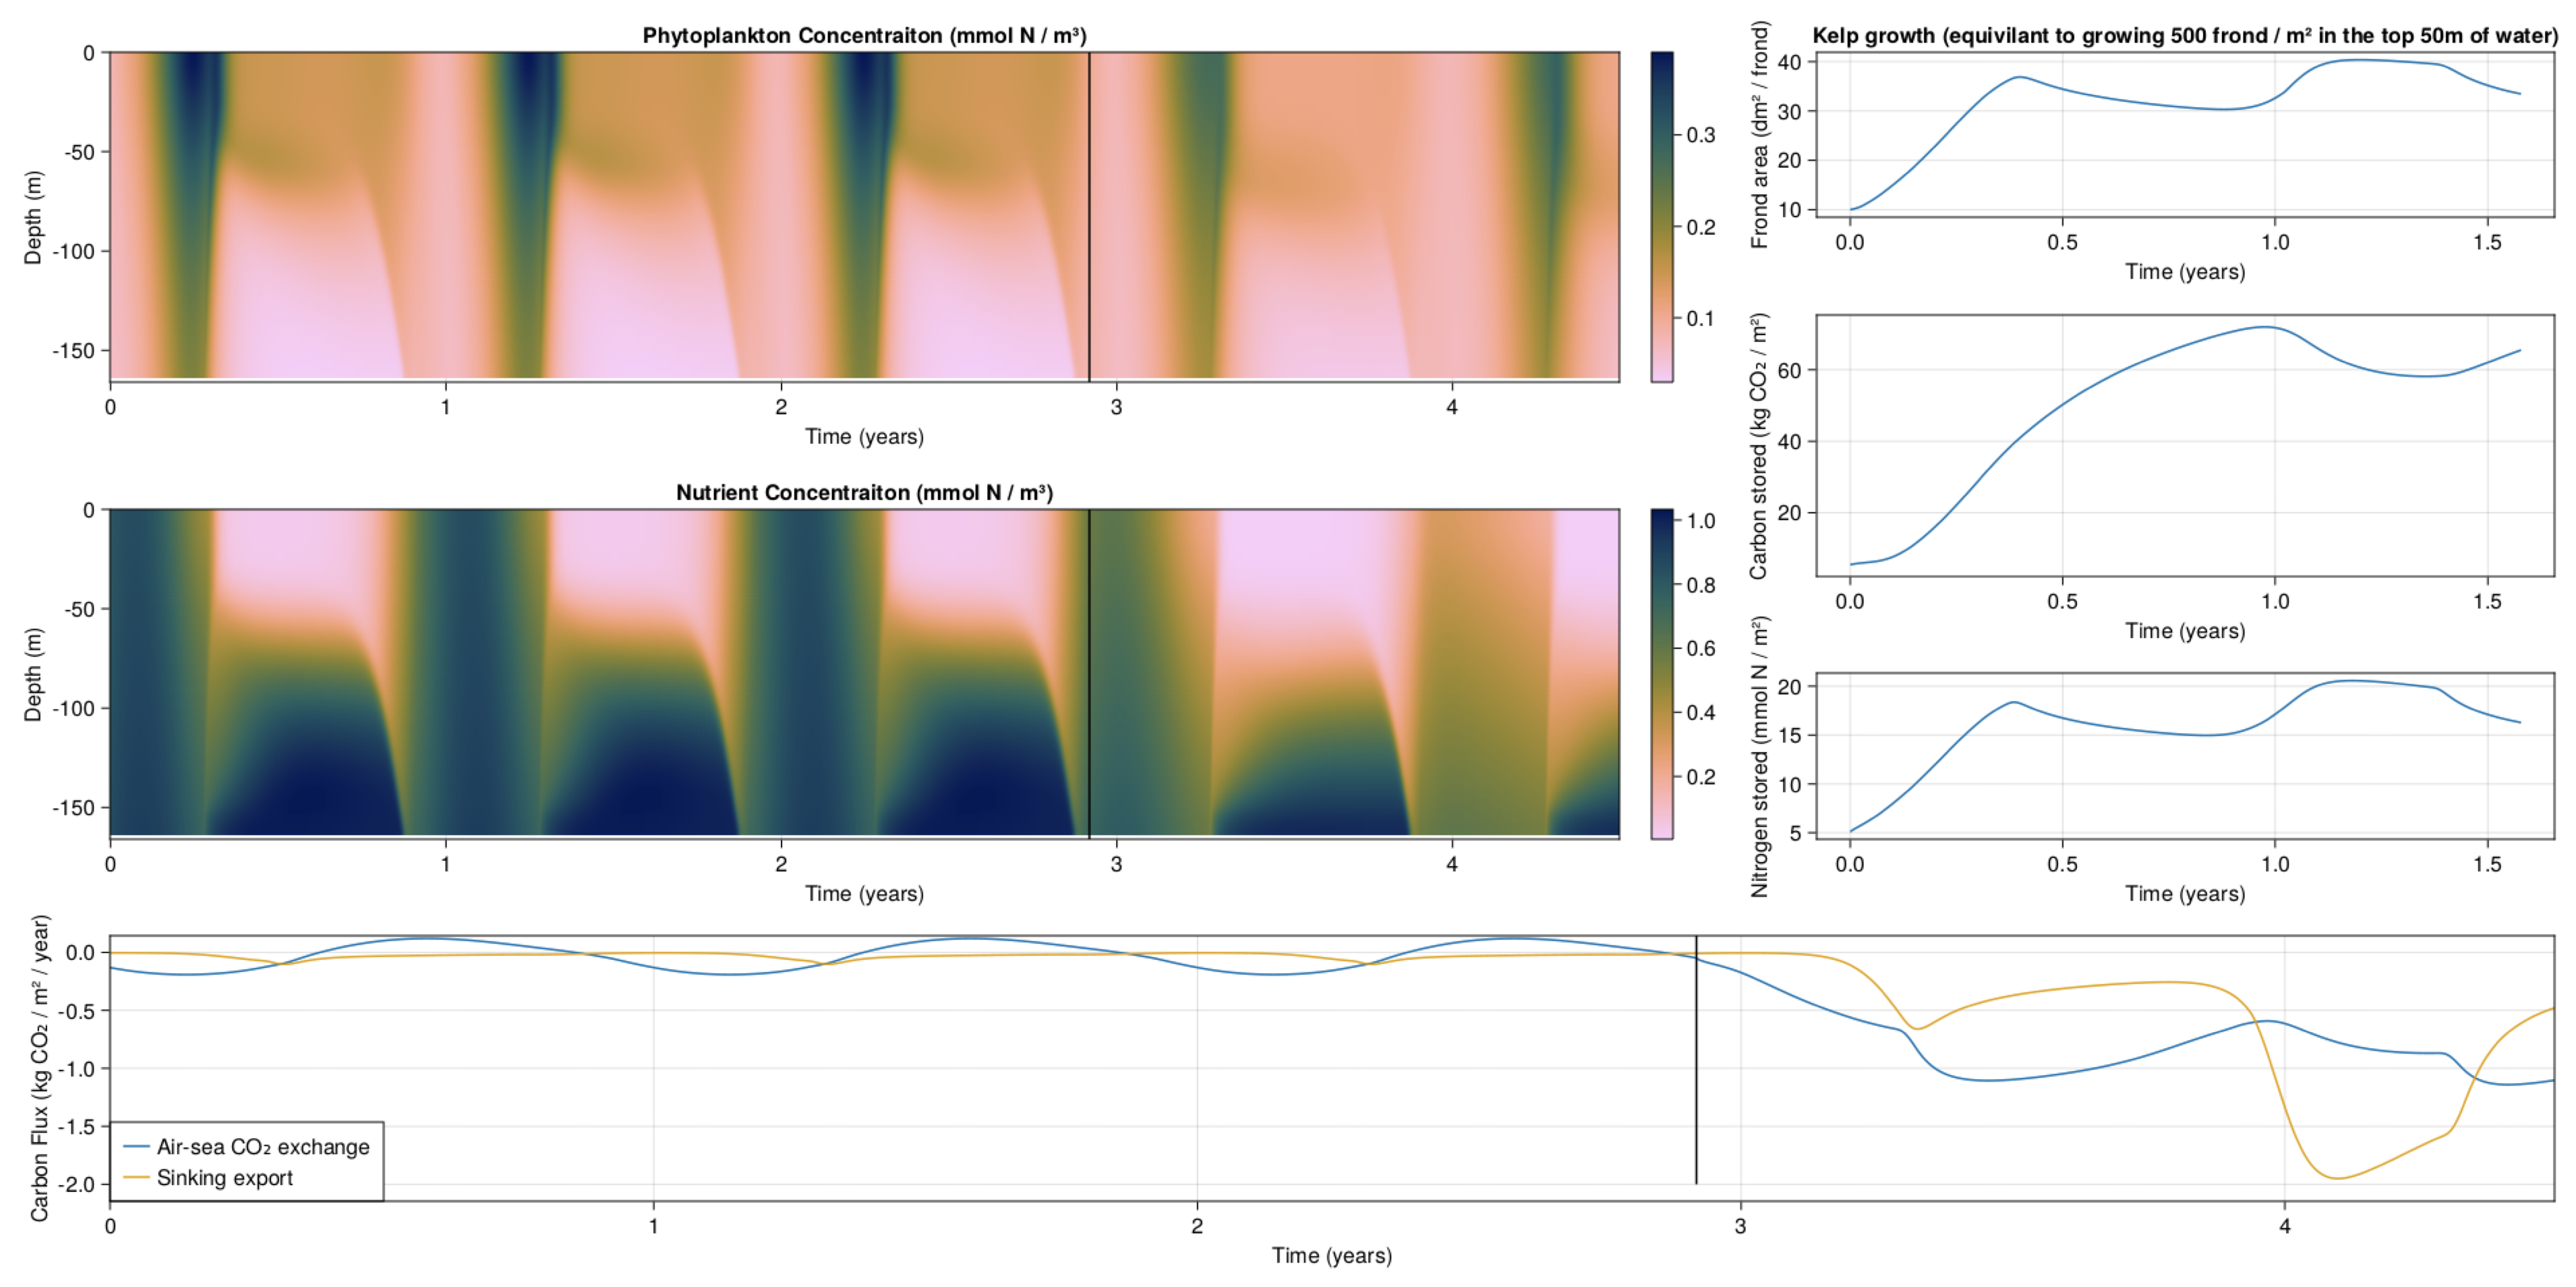 Phytoplankton Concentraiton (mmol N / m³)
Depth (m)
0
-50
-100
-150
0 1 2 3 4
Time (years)
0.3
0.2
0.1
Kelp growth (equivilant to growing 500 frond / m² in the top 50m of water)
Frond area (dm² / frond)
40
30
20
10
0.0 0.5 1.0 1.5
Time (years)
Carbon stored (kg CO₂ / m²)
60
40
20
0.0 0.5 1.0 1.5
Time (years)
Nutrient Concentraiton (mmol N / m³)
Depth (m)
0
-50
-100
-150
0 1 2 3 4
Time (years)
1.0
0.8
0.6
0.4
0.2
Nitrogen stored (mmol N / m²)
20
15
10
5
0.0 0.5 1.0 1.5
Time (years)
Carbon Flux (kg CO₂ / m² / year)
0.0
-0.5
-1.0
-1.5
-2.0
Air-sea CO₂ exchange
Sinking export
0 1 2 3 4
Time (years)